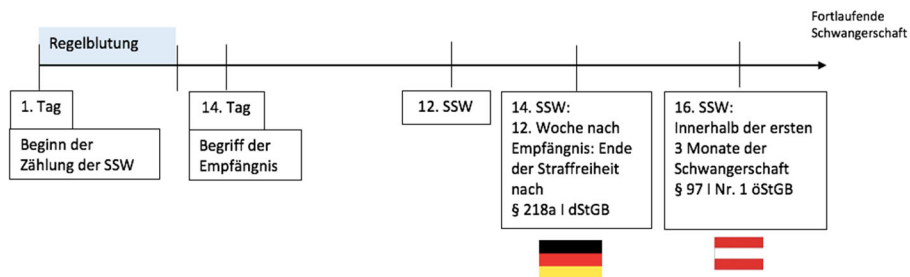 Fortlaufende
Schwangerschaft
Regelblutung
1. Tag
Beginn der
Zählung der SSW
14. Tag
Begriff der
Empfängnis
12. SSW
14. SSW:
12. Woche nach
Empfängnis: Ende
der Straffreiheit
nach
§ 218a I dStGB
16. SSW:
Innerhalb der ersten
3 Monate der
Schwangerschaft
§ 97 I Nr. 1 öStGB